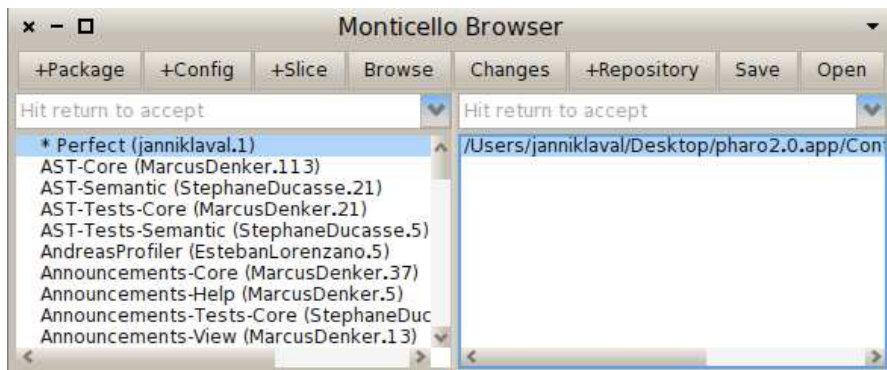 Monticello Browser
+Package +Config +Slice Browse Changes +Repository Save Open
Hit return to accept Hit return to accept
* Perfect (janniklaval.1)
AST-Core (MarcusDenker.113)
AST-Semantic (StephaneDucasse.21)
AST-Tests-Core (MarcusDenker.21)
AST-Tests-Semantic (StephaneDucasse.5)
AndreasProfiler (EstebanLorenzano.5)
Announcements-Core (MarcusDenker.37)
Announcements-Help (MarcusDenker.5)
Announcements-Tests-Core (StephaneDuc
Announcements-View (MarcusDenker.13)
/Users/janniklaval/Desktop/pharo2.0.app/Con